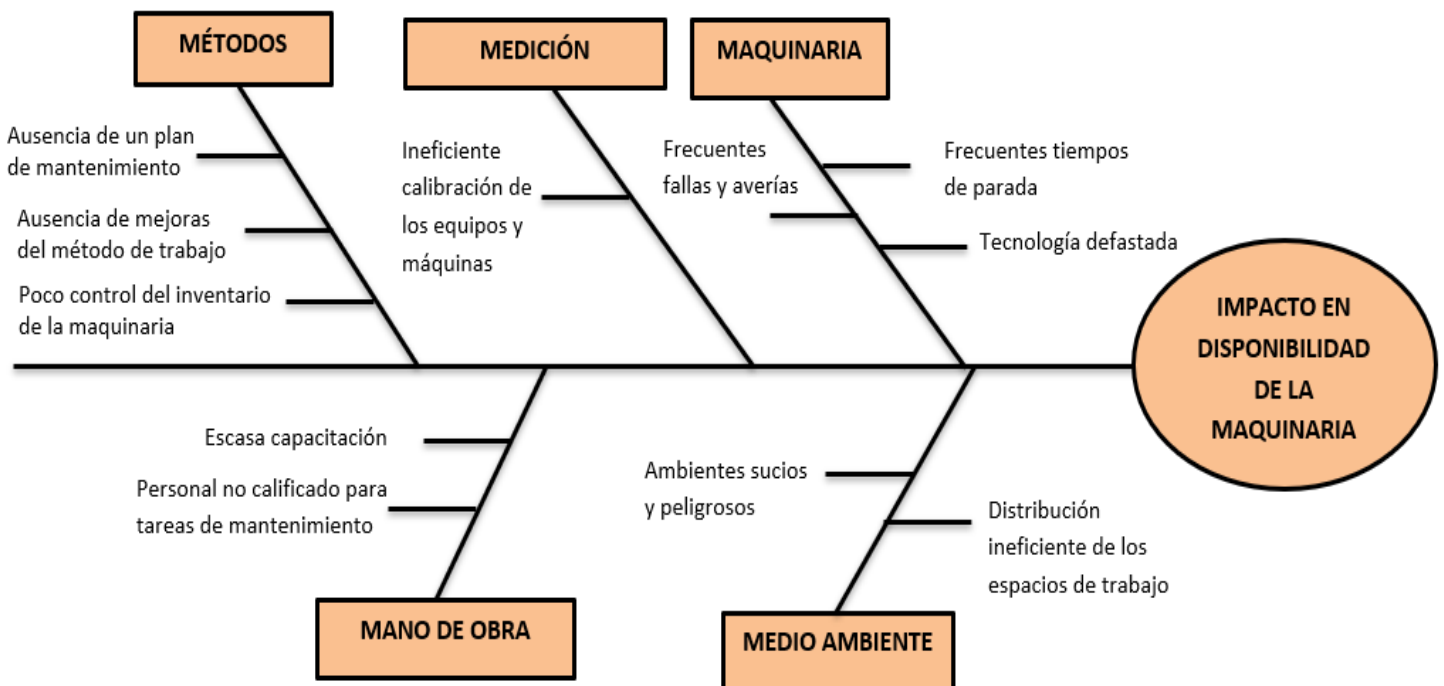 MÉTODOS
MEDICIÓN
MAQUINARIA
Ausencia de un plan
de mantenimiento
Ausencia de mejoras
del método de trabajo
Poco control del inventario
de la maquinaria
Ineficiente
calibración de
los equipos y
máquinas
Frecuentes
fallas y averías
Frecuentes tiempos
de parada
Tecnología defastada
IMPACTO EN
DISPONIBILIDAD
DE LA
MAQUINARIA
Escasa capacitación
Personal no calificado para
tareas de mantenimiento
Ambientes sucios
y peligrosos
Distribución
ineficiente de los
espacios de trabajo
MANO DE OBRA
MEDIO AMBIENTE